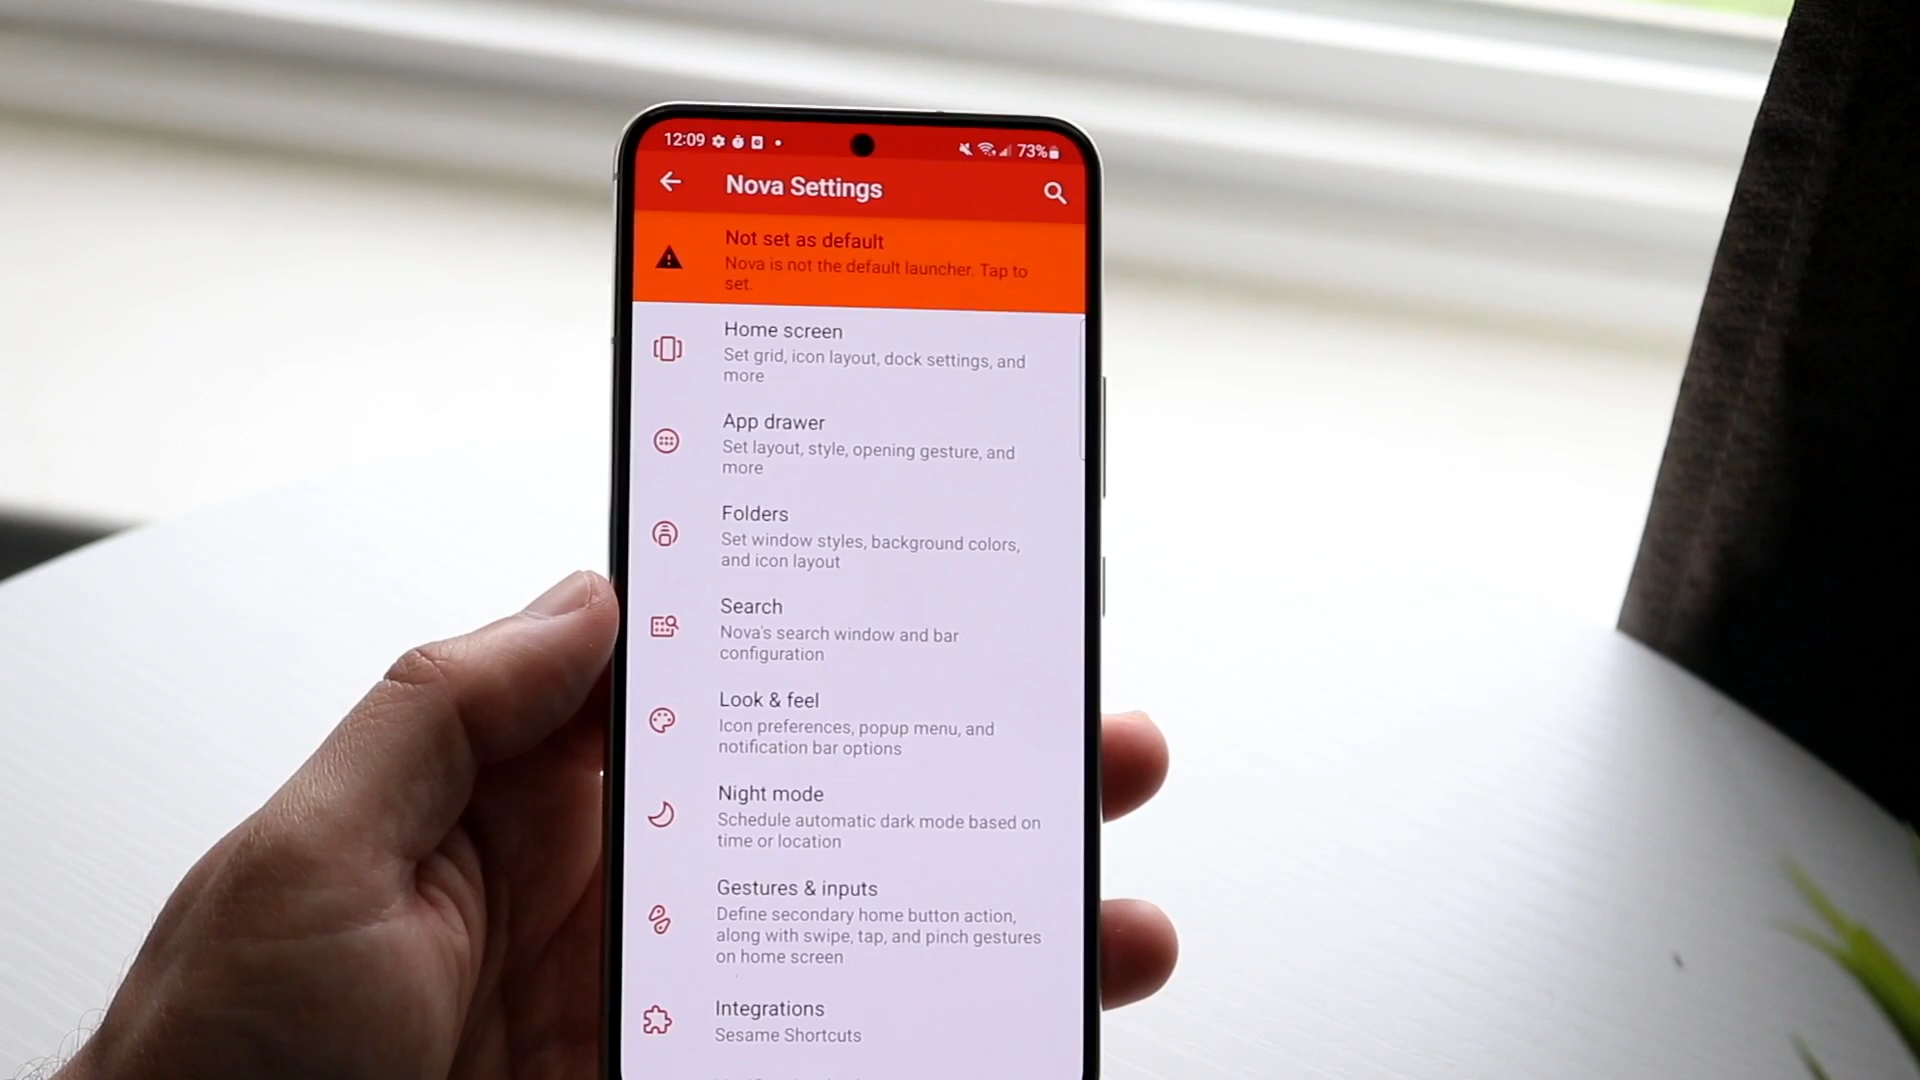 12:09 73%
Nova Settings
Not set as default
Nova is not the default launcher. Tap to
set.
Home screen
Set grid, icon layout, dock settings, and
more
App drawer
Set layout, style, opening gesture, and
more
Folders
Set window styles, background colors,
and icon layout
Search
Nova's search window and bar
configuration
Look & feel
Icon preferences, popup menu, and
notification bar options
Night mode
Schedule automatic dark mode based on
time or location
Gestures & inputs
Define secondary home button action,
along with swipe, tap, and pinch gestures
on home screen
Integrations
Sesame Shortcuts